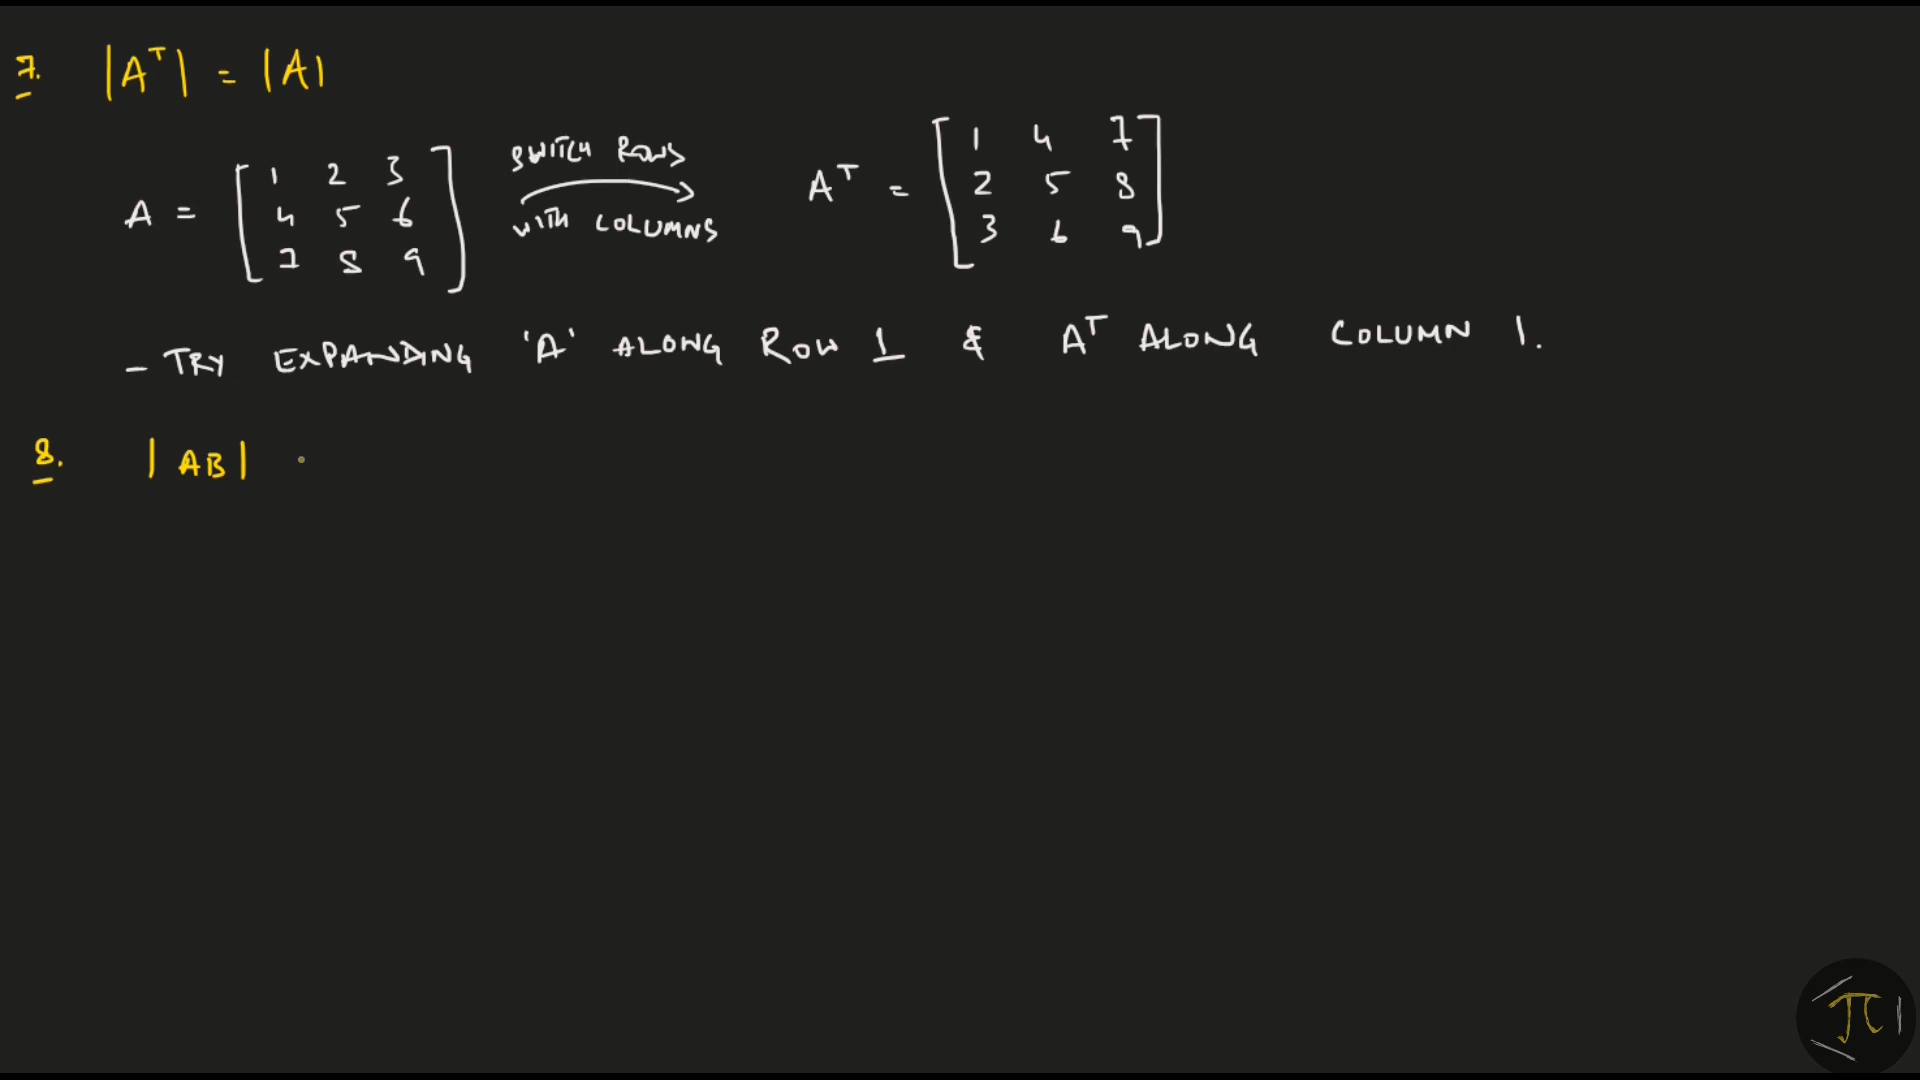 7. |Aᵀ| = |A|
A = [ 1 2 3
4 5 6
7 8 9 ]
SWITCH ROWS
WITH COLUMNS
Aᵀ = [ 1 4 7
2 5 8
3 6 9 ]
- TRY EXPANDING 'A' ALONG ROW 1 & Aᵀ ALONG COLUMN 1.
8. |AB|
π